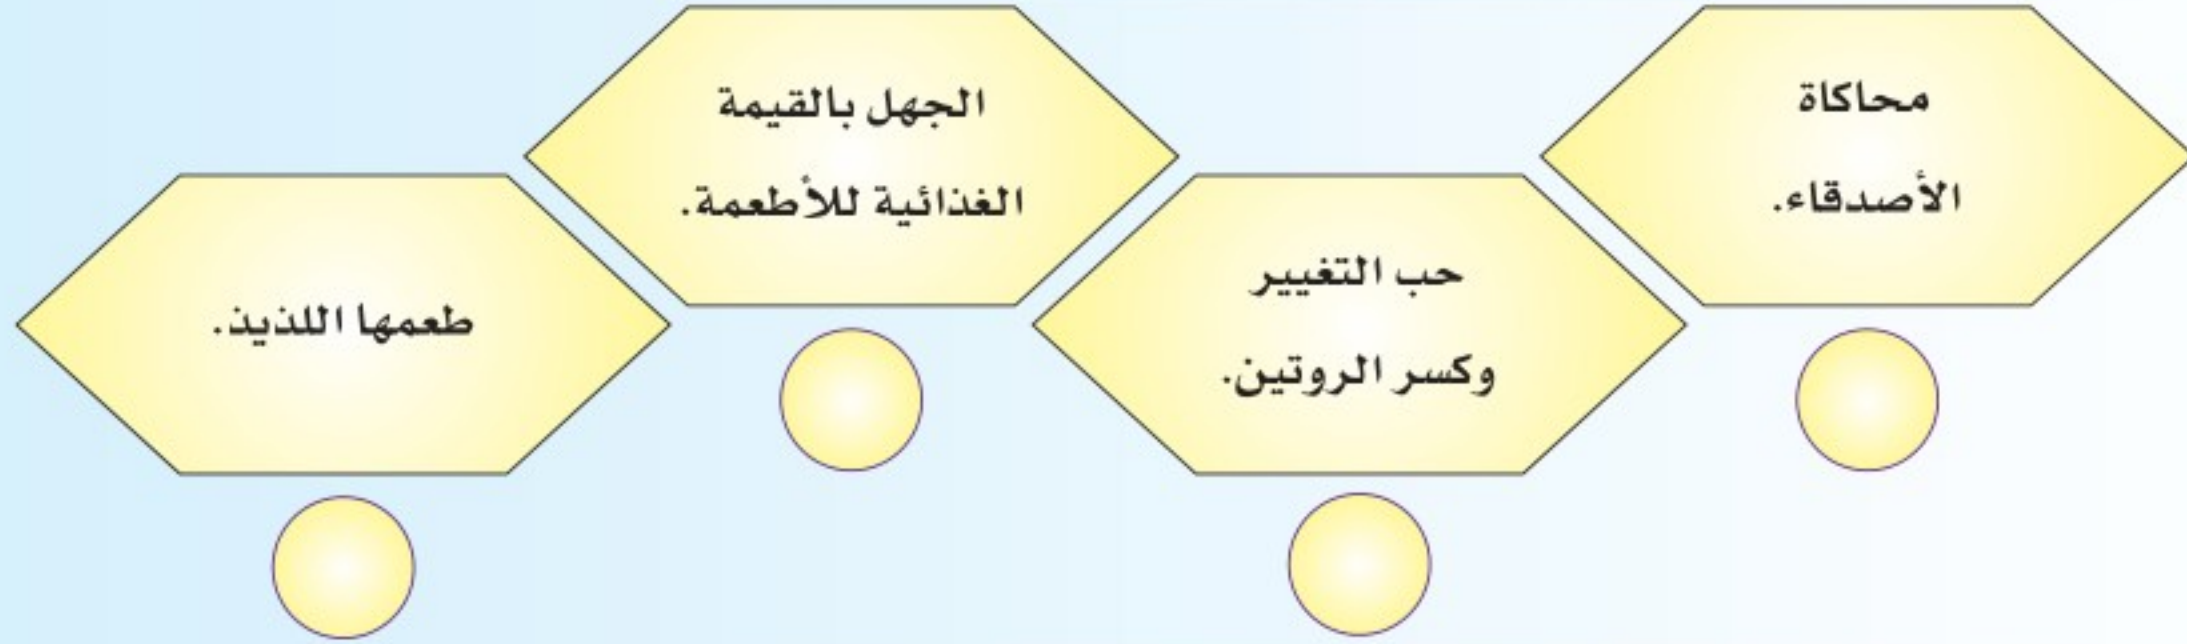 محاكاة
الأصدقاء.
حب التغيير
وكسر الروتين.
الجهل بالقيمة
الغذائية للأطعمة.
طعمها اللذيذ.